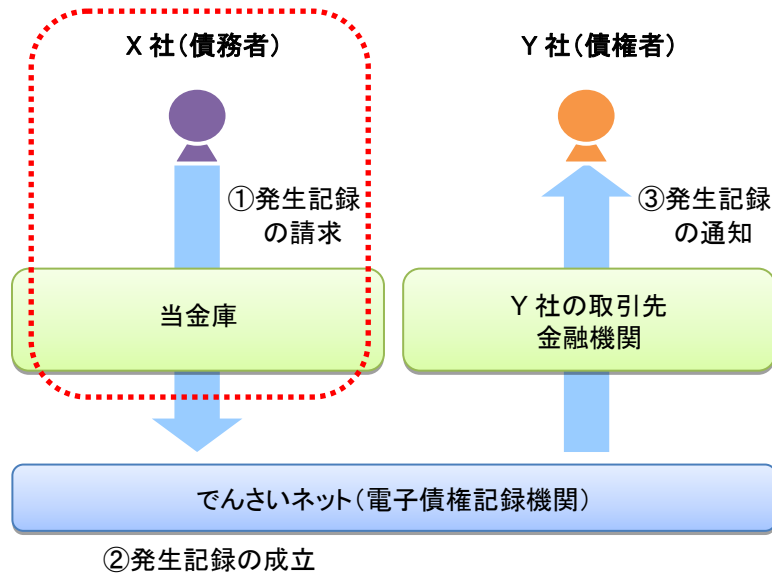 X 社（債務者）
Y 社（債権者）
①発生記録
の請求
③発生記録
の通知
当金庫
Y 社の取引先
金融機関
でんさいネット（電子債権記録機関）
②発生記録の成立